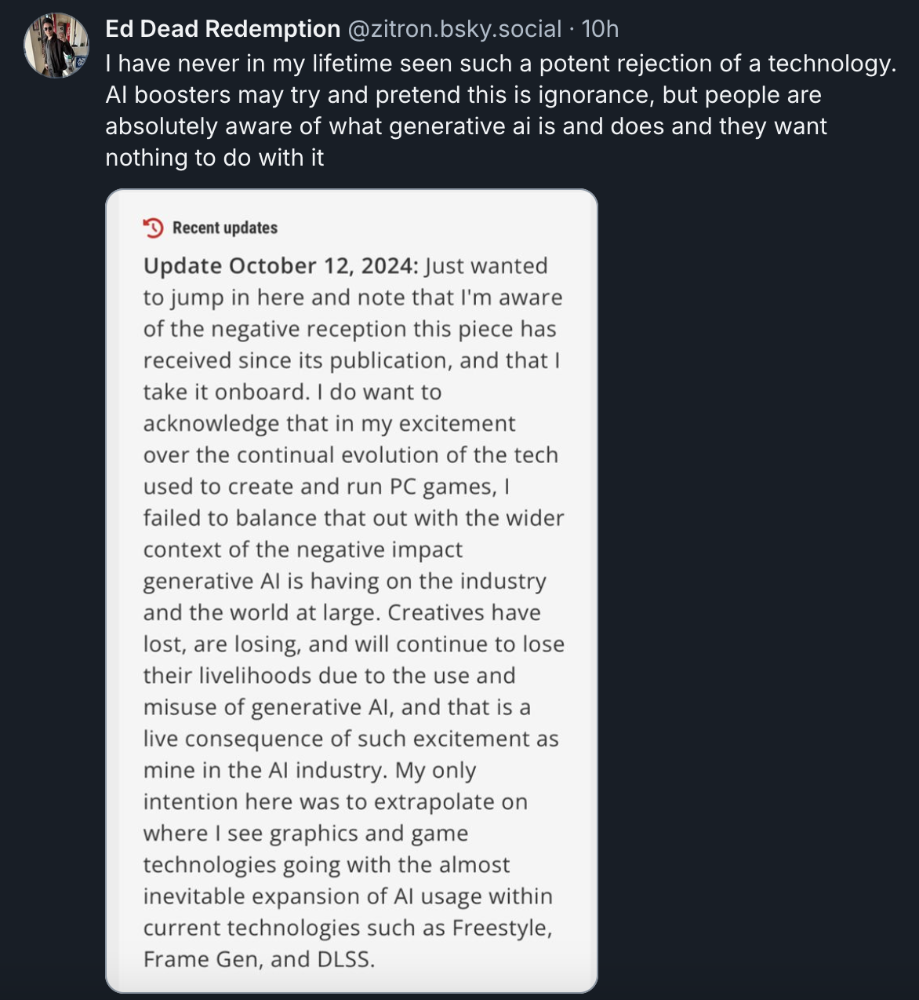 Ed Dead Redemption @zitron.bsky.social · 10h
I have never in my lifetime seen such a potent rejection of a technology.
AI boosters may try and pretend this is ignorance, but people are
absolutely aware of what generative ai is and does and they want
nothing to do with it
Recent updates
Update October 12, 2024: Just wanted
to jump in here and note that I'm aware
of the negative reception this piece has
received since its publication, and that I
take it onboard. I do want to
acknowledge that in my excitement
over the continual evolution of the tech
used to create and run PC games, I
failed to balance that out with the wider
context of the negative impact
generative AI is having on the industry
and the world at large. Creatives have
lost, are losing, and will continue to lose
their livelihoods due to the use and
misuse of generative AI, and that is a
live consequence of such excitement as
mine in the AI industry. My only
intention here was to extrapolate on
where I see graphics and game
technologies going with the almost
inevitable expansion of AI usage within
current technologies such as Freestyle,
Frame Gen, and DLSS.